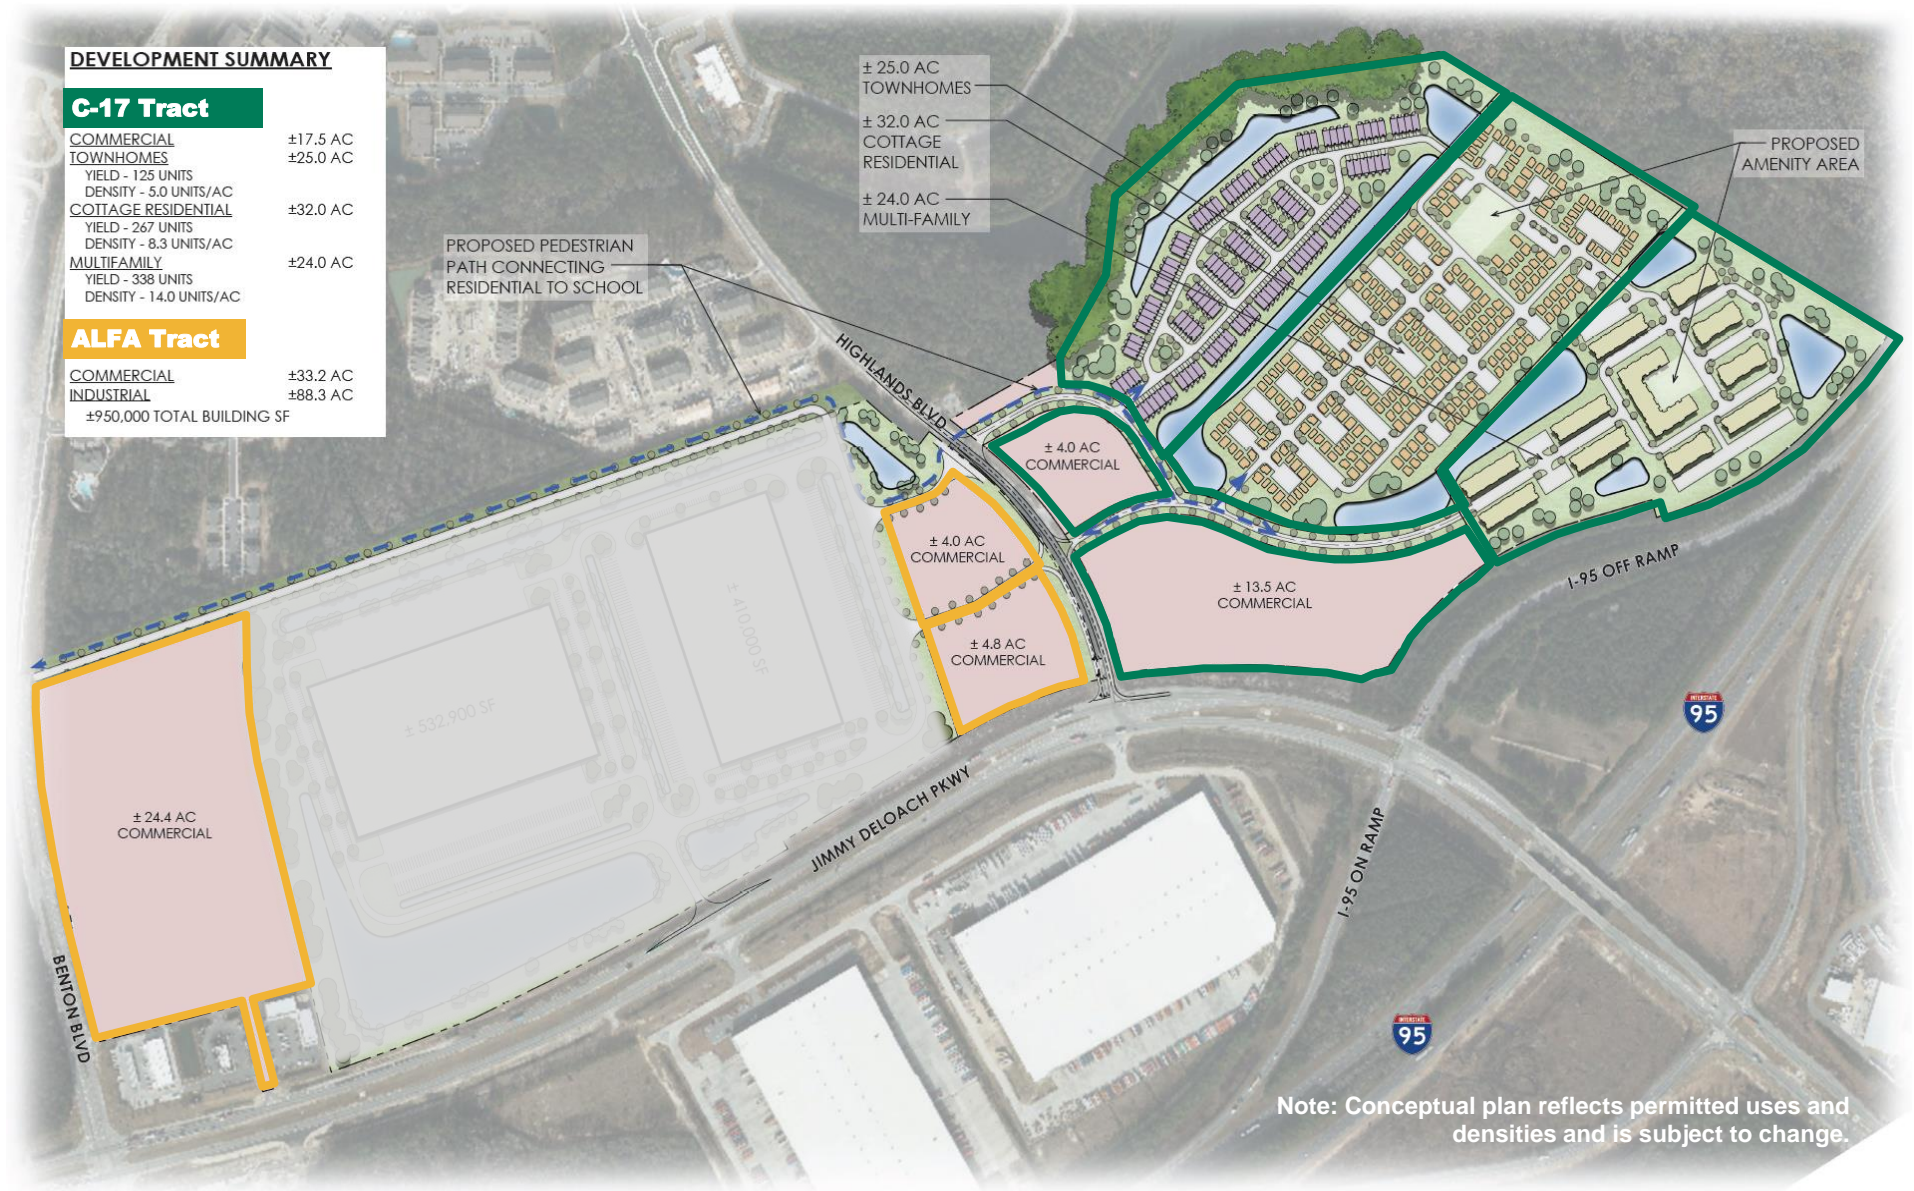 DEVELOPMENT SUMMARY
C-17 Tract
COMMERCIAL ±17.5 AC
TOWNHOMES ±25.0 AC
YIELD - 125 UNITS
DENSITY - 5.0 UNITS/AC
COTTAGE RESIDENTIAL ±32.0 AC
YIELD - 267 UNITS
DENSITY - 8.3 UNITS/AC
MULTIFAMILY ±24.0 AC
YIELD - 338 UNITS
DENSITY - 14.0 UNITS/AC
ALFA Tract
COMMERCIAL ±33.2 AC
INDUSTRIAL ±88.3 AC
±950,000 TOTAL BUILDING SF
± 25.0 AC
TOWNHOMES
± 32.0 AC
COTTAGE
RESIDENTIAL
± 24.0 AC
MULTI-FAMILY
PROPOSED
AMENITY AREA
PROPOSED PEDESTRIAN
PATH CONNECTING
RESIDENTIAL TO SCHOOL
HIGHLANDS BLVD
± 4.0 AC
COMMERCIAL
± 4.0 AC
COMMERCIAL
± 13.5 AC
COMMERCIAL
± 4.8 AC
COMMERCIAL
I-95 OFF RAMP
± 410,000 SF
± 532,900 SF
± 24.4 AC
COMMERCIAL
JIMMY DELOACH PKWY
I-95 ON RAMP
BENTON BLVD
INTERSTATE
95
INTERSTATE
95
Note: Conceptual plan reflects permitted uses and
densities and is subject to change.